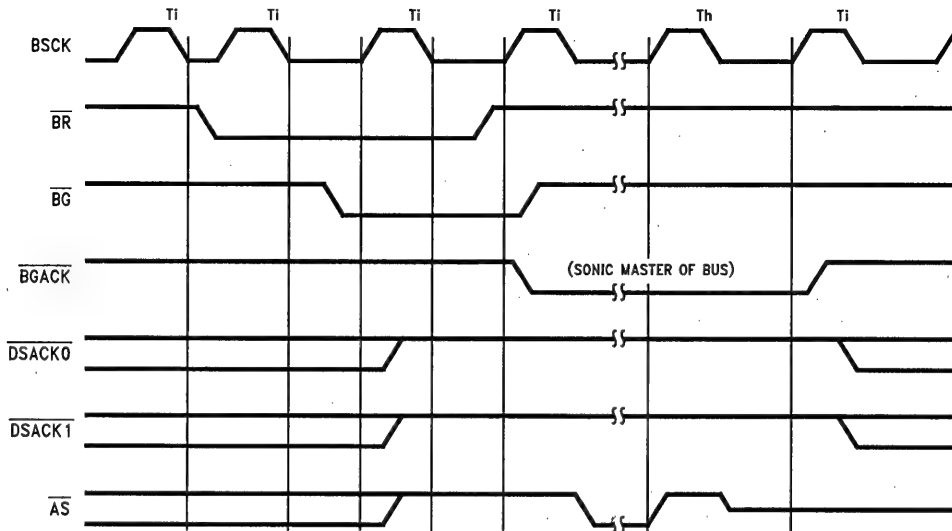 Ti Ti Ti Ti Th Ti
BSCK
BR
BG
BGACK (SONIC MASTER OF BUS)
DSACK0
DSACK1
AS